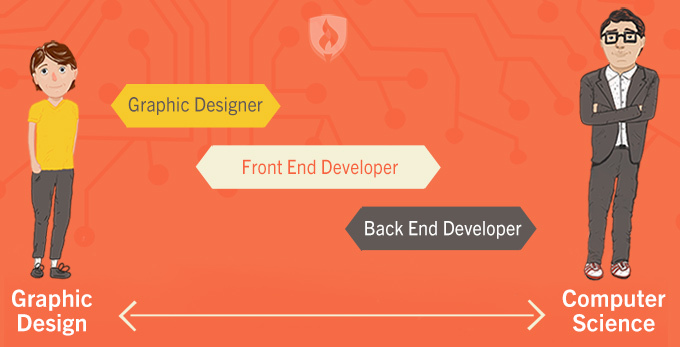 Graphic Designer
Front End Developer
Back End Developer
Graphic
Design
Computer
Science